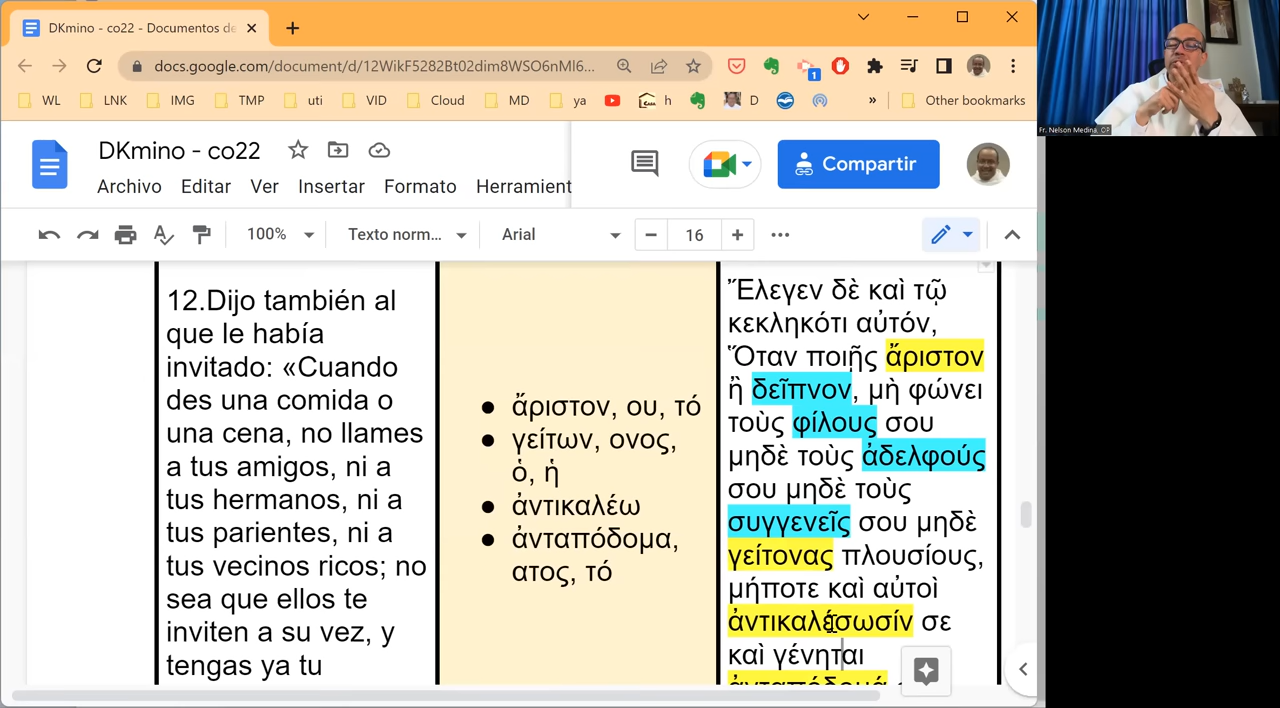 DKmino - co22 - Documentos de
docs.google.com/document/d/12WikF5282Bt02dim8WSO6nMl6...
WL LNK IMG TMP uti VID Cloud MD ya h D » Other bookmarks
1
Fr. Nelson Medina, OP
DKmino - co22
Archivo Editar Ver Insertar Formato Herramient
Compartir
100% Texto norm... Arial 16
12.Dijo también al
que le había
invitado: «Cuando
des una comida o
una cena, no llames
a tus amigos, ni a
tus hermanos, ni a
tus parientes, ni a
tus vecinos ricos; no
sea que ellos te
inviten a su vez, y
tengas ya tu
● ἄριστον, ου, τό
● γείτων, ονος,
ὁ, ἡ
● ἀντικαλέω
● ἀνταπόδομα,
ατος, τό
Ἔλεγεν δὲ καὶ τῷ
κεκληκότι αὐτόν,
Ὅταν ποιῇς ἄριστον
ἢ δεῖπνον, μὴ φώνει
τοὺς φίλους σου
μηδὲ τοὺς ἀδελφούς
σου μηδὲ τοὺς
συγγενεῖς σου μηδὲ
γείτονας πλουσίους,
μήποτε καὶ αὐτοὶ
ἀντικαλέσωσίν σε
καὶ γένηται